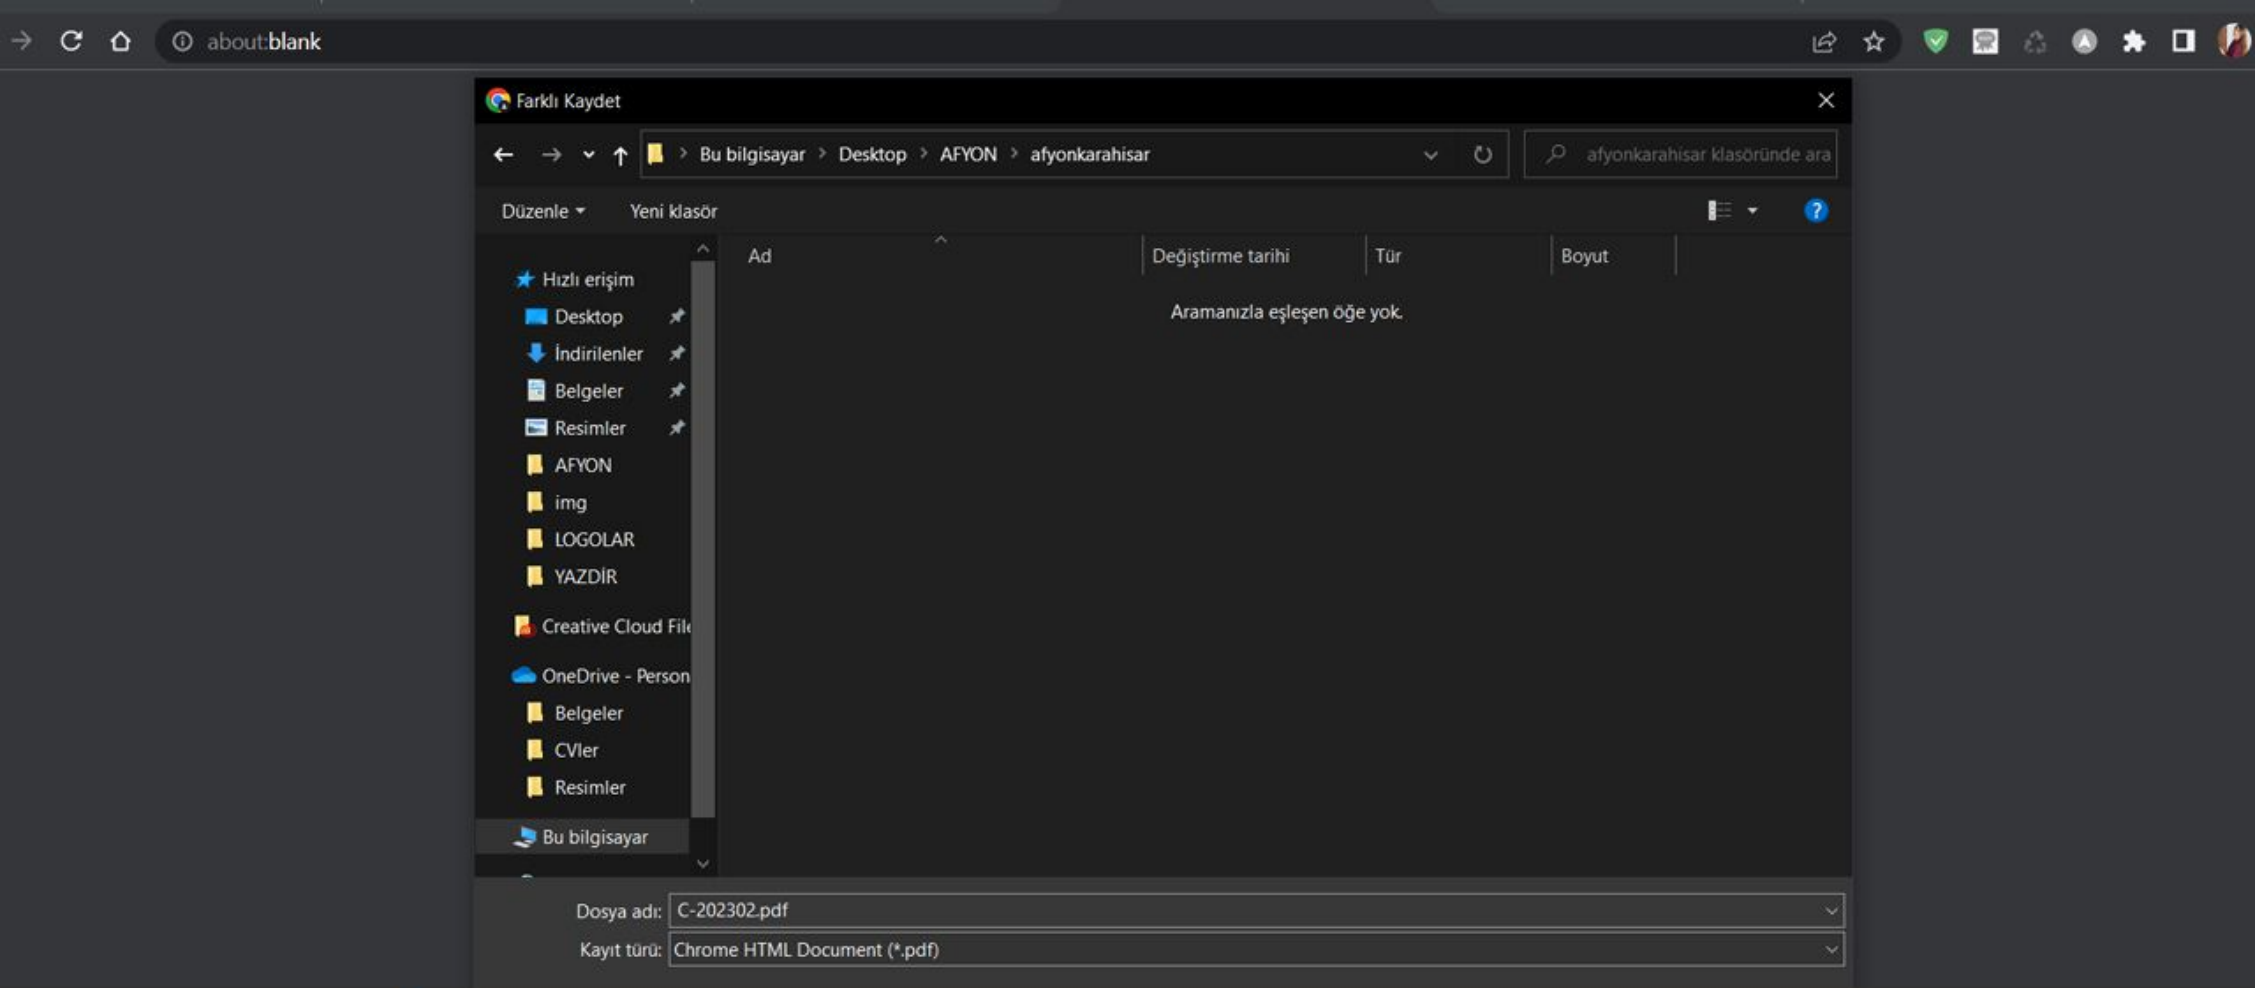 about:blank
Farklı Kaydet
Bu bilgisayar > Desktop > AFYON > afyonkarahisar
afyonkarahisar klasöründe ara
Düzenle
Yeni klasör
Ad
Değiştirme tarihi
Tür
Boyut
Aramanızla eşleşen öğe yok.
Hızlı erişim
Desktop
İndirilenler
Belgeler
Resimler
AFYON
img
LOGOLAR
YAZDİR
Creative Cloud File
OneDrive - Person
Belgeler
CVler
Resimler
Bu bilgisayar
Dosya adı: C-202302.pdf
Kayıt türü: Chrome HTML Document (*.pdf)